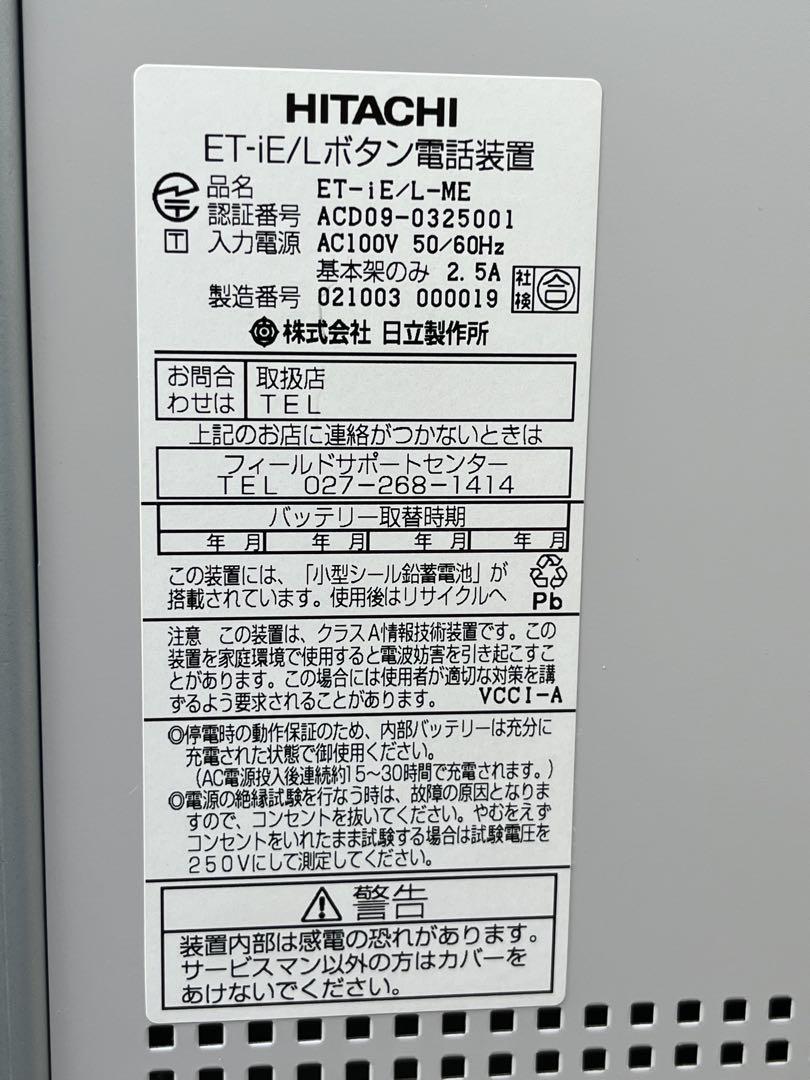 HITACHI
ET-iE/Lボタン電話装置
品名 ET-iE/L-ME
認証番号 ACD09-0325001
T 入力電源 AC100V 50/60Hz
基本架のみ 2.5A
社検 合
製造番号 021003 000019
株式会社 日立製作所
お問合わせは 取扱店
TEL
上記のお店に連絡がつかないときは
フィールドサポートセンター
TEL 027-268-1414
バッテリー取替時期
年 月 年 月 年 月 年 月
この装置には、「小型シール鉛蓄電池」が
搭載されています。使用後はリサイクルへ
Pb
注意 この装置は、クラスA情報技術装置です。この
装置を家庭環境で使用すると電波妨害を引き起こすこ
とがあります。この場合には使用者が適切な対策を講
ずるよう要求されることがあります。 VCCI-A
◎停電時の動作保証のため、内部バッテリーは充分に
充電された状態で御使用ください。
(AC電源投入後連続約15~30時間で充電されます。)
◎電源の絶縁試験を行なう時は、故障の原因となりま
すので、コンセントを抜いてください。やむをえず
コンセントをいれたまま試験する場合は試験電圧を
250Vにして測定してください。
警告
装置内部は感電の恐れがあります。
サービスマン以外の方はカバーを
あけないでください。